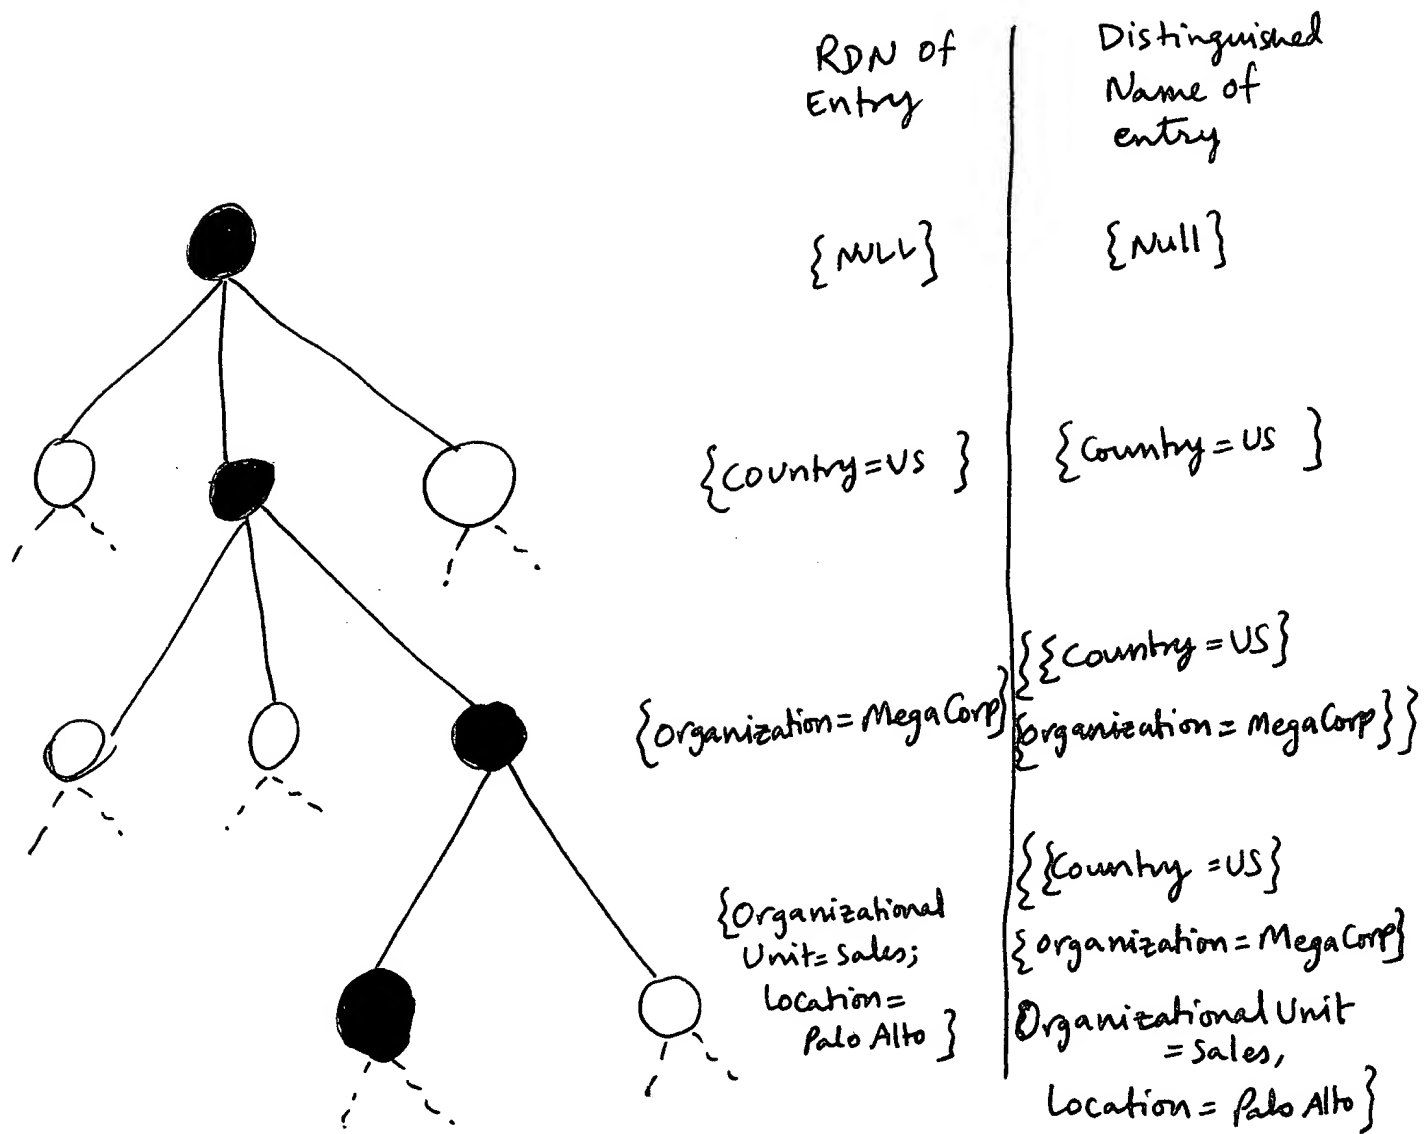 RDN of
Entry
Distinguished
Name of
entry
{NULL}
{Null}
{Country=US }
{Country=US }
{Organization=MegaCorp}
{{Country=US}
{Organization=MegaCorp}}
{Organizational
Unit=Sales;
Location=
Palo Alto }
{{Country =US}
{Organization=MegaCorp}
Organizational Unit
=Sales,
Location= Palo Alto}